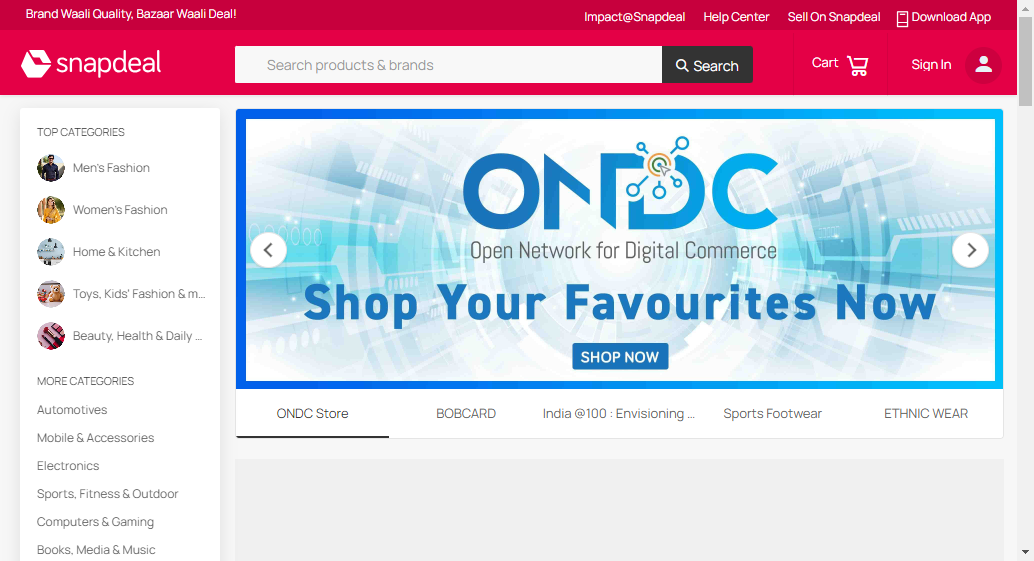 Brand Waali Quality, Bazaar Waali Deal!
Impact@Snapdeal
Help Center
Sell On Snapdeal
Download App
snapdeal
Search products & brands
Search
Cart
Sign In
TOP CATEGORIES
Men's Fashion
Women's Fashion
Home & Kitchen
Toys, Kids' Fashion & m...
Beauty, Health & Daily ...
MORE CATEGORIES
Automotives
Mobile & Accessories
Electronics
Sports, Fitness & Outdoor
Computers & Gaming
Books, Media & Music
ONDC
Open Network for Digital Commerce
Shop Your Favourites Now
SHOP NOW
ONDC Store
BOBCARD
India @100 : Envisioning ...
Sports Footwear
ETHNIC WEAR